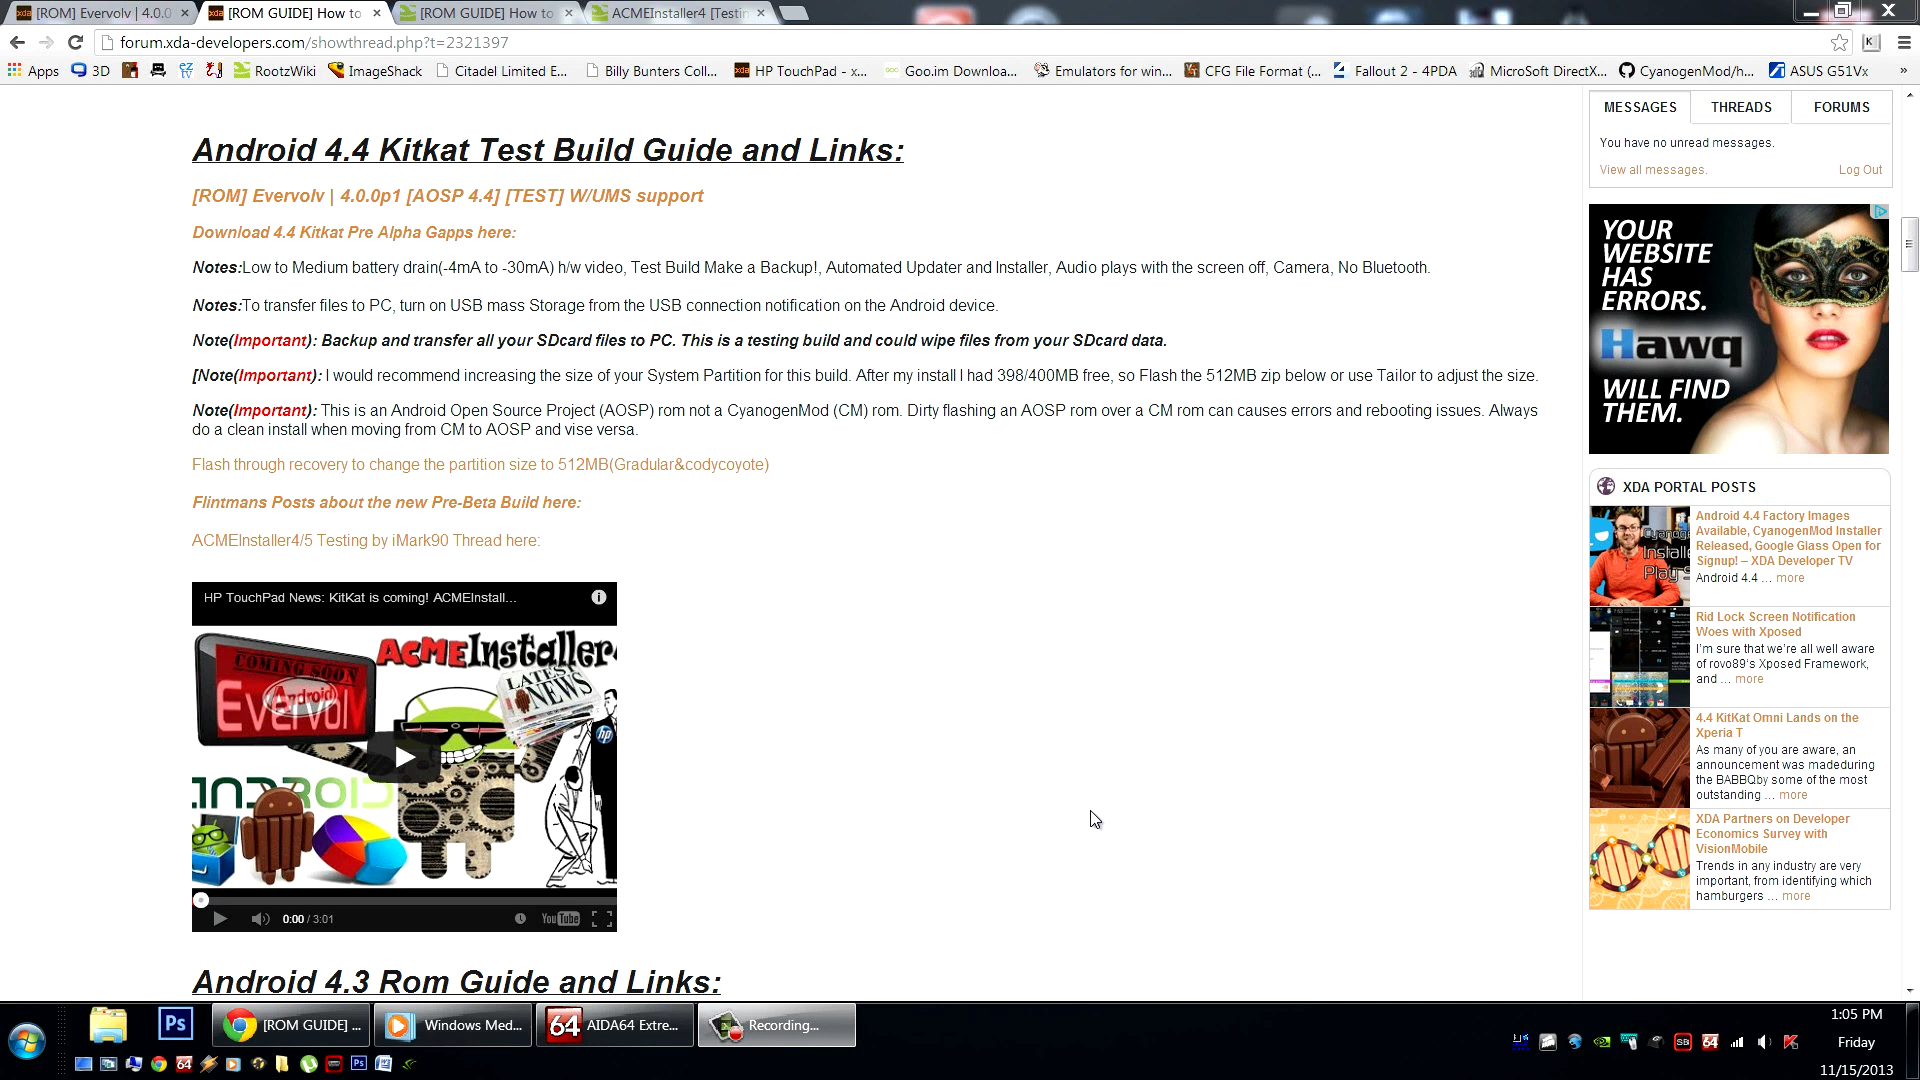 [ROM] Evervolv | 4.0.0
[ROM GUIDE] How to
[ROM GUIDE] How to
ACMEInstaller4 [Testin
forum.xda-developers.com/showthread.php?t=2321397
Apps
3D
RootzWiki
ImageShack
Citadel Limited E...
Billy Bunters Coll...
HP TouchPad - x...
Goo.im Downloa...
Emulators for win...
CFG File Format (...
Fallout 2 - 4PDA
MicroSoft DirectX...
CyanogenMod/h...
ASUS G51Vx
»
Android 4.4 Kitkat Test Build Guide and Links:
[ROM] Evervolv | 4.0.0p1 [AOSP 4.4] [TEST] W/UMS support
Download 4.4 Kitkat Pre Alpha Gapps here:
Notes:Low to Medium battery drain(-4mA to -30mA) h/w video, Test Build Make a Backup!, Automated Updater and Installer, Audio plays with the screen off, Camera, No Bluetooth.
Notes:To transfer files to PC, turn on USB mass Storage from the USB connection notification on the Android device.
Note(Important): Backup and transfer all your SDcard files to PC. This is a testing build and could wipe files from your SDcard data.
[Note(Important): I would recommend increasing the size of your System Partition for this build. After my install I had 398/400MB free, so Flash the 512MB zip below or use Tailor to adjust the size.
Note(Important): This is an Android Open Source Project (AOSP) rom not a CyanogenMod (CM) rom. Dirty flashing an AOSP rom over a CM rom can causes errors and rebooting issues. Always
do a clean install when moving from CM to AOSP and vise versa.
Flash through recovery to change the partition size to 512MB(Gradular&codycoyote)
Flintmans Posts about the new Pre-Beta Build here:
ACMEInstaller4/5 Testing by iMark90 Thread here:
HP TouchPad News: KitKat is coming! ACMEInstall...
ACMEInstaller
COMING SOON
Android
Evervolv
LATEST
NEWS
hp
ANDROID
0:00 / 3:01
YouTube
Android 4.3 Rom Guide and Links:
MESSAGES
THREADS
FORUMS
You have no unread messages.
View all messages.
Log Out
YOUR
WEBSITE
HAS
ERRORS.
Hawq
WILL FIND
THEM.
XDA PORTAL POSTS
Android 4.4 Factory Images
Available, CyanogenMod Installer
Released, Google Glass Open for
Signup! – XDA Developer TV
Android 4.4 ... more
Rid Lock Screen Notification
Woes with Xposed
I'm sure that we're all well aware
of rovo89's Xposed Framework,
and ... more
4.4 KitKat Omni Lands on the
Xperia T
As many of you are aware, an
announcement was madeduring
the BABBQby some of the most
outstanding ... more
XDA Partners on Developer
Economics Survey with
VisionMobile
Trends in any industry are very
important, from identifying which
hamburgers ... more
Ps
[ROM GUIDE] ...
Windows Med...
64
AIDA64 Extre...
Recording...
1:05 PM
Friday
11/15/2013